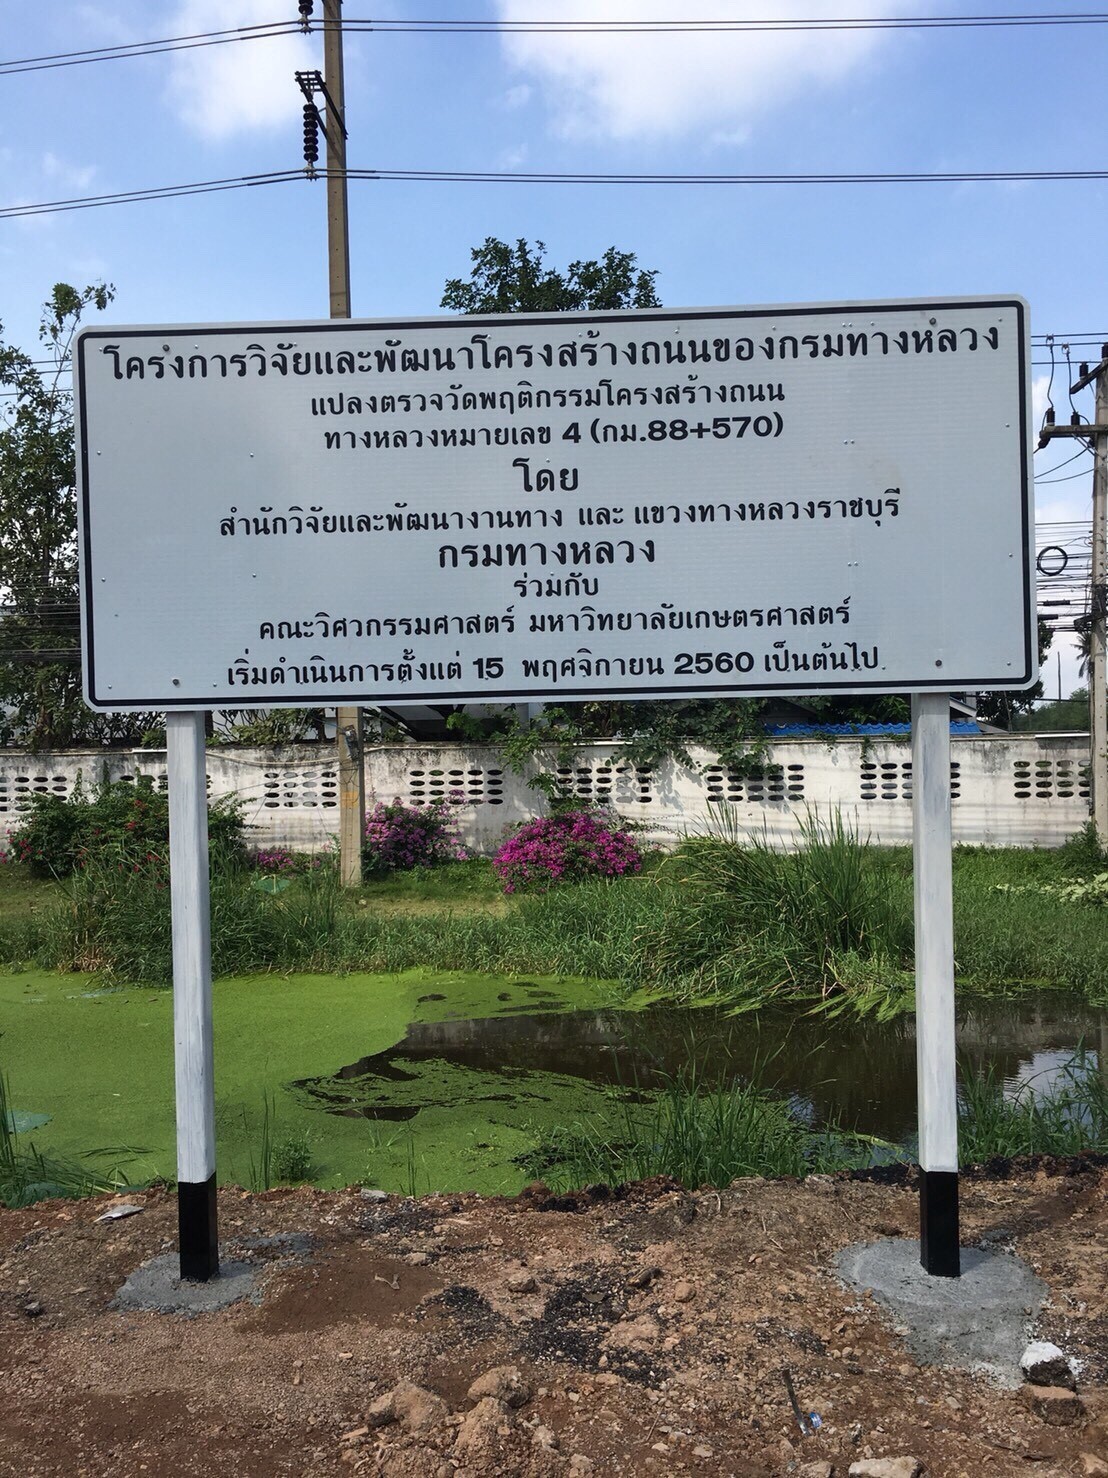 โครงการวิจัยและพัฒนาโครงสร้างถนนของกรมทางหลวง
แปลงตรวจวัดพฤติกรรมโครงสร้างถนน
ทางหลวงหมายเลข 4 (กม.88+570)
โดย
สำนักวิจัยและพัฒนางานทาง และ แขวงทางหลวงราชบุรี
กรมทางหลวง
ร่วมกับ
คณะวิศวกรรมศาสตร์ มหาวิทยาลัยเกษตรศาสตร์
เริ่มดำเนินการตั้งแต่ 15 พฤศจิกายน 2560 เป็นต้นไป